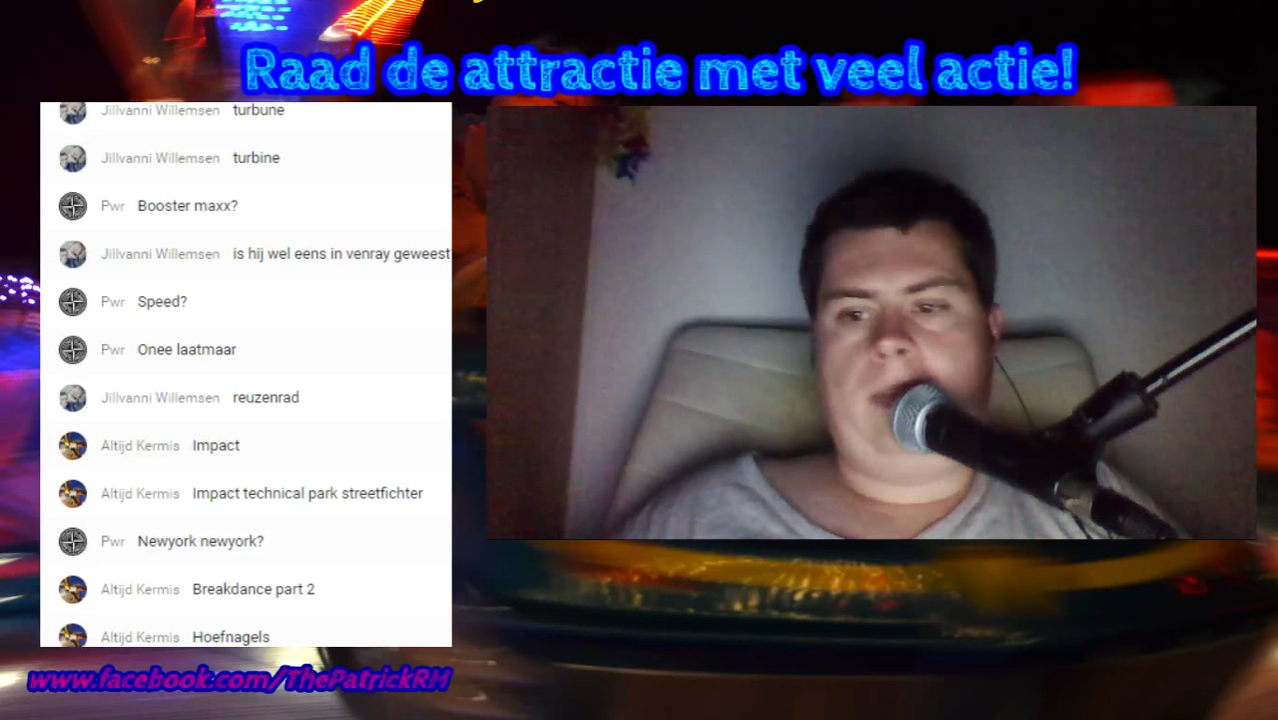 Raad de attractie met veel actie!
Jillvanni Willemsen turbune
Jillvanni Willemsen turbine
Pwr Booster maxx?
Jillvanni Willemsen is hij wel eens in venray geweest
Pwr Speed?
Pwr Onee laatmaar
Jillvanni Willemsen reuzenrad
Altijd Kermis Impact
Altijd Kermis Impact technical park streetfichter
Pwr Newyork newyork?
Altijd Kermis Breakdance part 2
Altijd Kermis Hoefnagels
www.facebook.com/ThePatrickRH